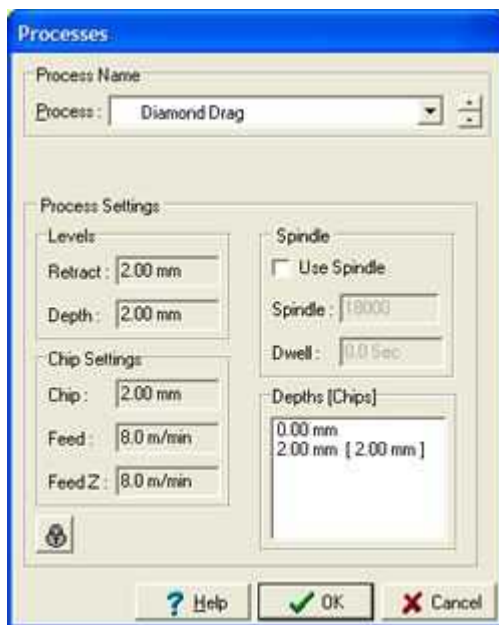 Processes
Process Name
Process : Diamond Drag
Process Settings
Levels
Retract : 2.00 mm
Depth : 2.00 mm
Chip Settings
Chip : 2.00 mm
Feed : 8.0 m/min
Feed Z : 8.0 m/min
Spindle
Use Spindle
Spindle : 18000
Dwell : 0.0 Sec
Depths [Chips]
0.00 mm
2.00 mm [ 2.00 mm ]
? Help
OK
Cancel